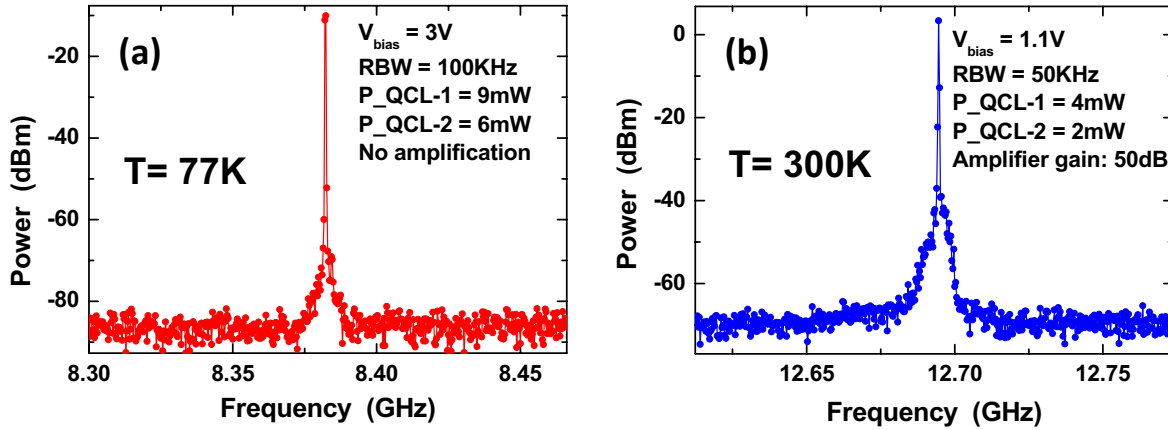 (a)
V_bias = 3V
RBW = 100KHz
P_QCL-1 = 9mW
P_QCL-2 = 6mW
No amplification
T= 77K
Power (dBm)
-20
-40
-60
-80
8.30
8.35
8.40
8.45
Frequency (GHz)
(b)
V_bias = 1.1V
RBW = 50KHz
P_QCL-1 = 4mW
P_QCL-2 = 2mW
Amplifier gain: 50dB
T= 300K
Power (dBm)
0
-20
-40
-60
12.65
12.70
12.75
Frequency (GHz)